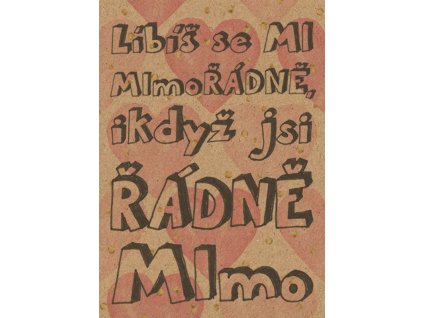 Líbíš se MI
MImoŘÁDNĚ,
ikdyž jsi
ŘÁDNĚ
MImo